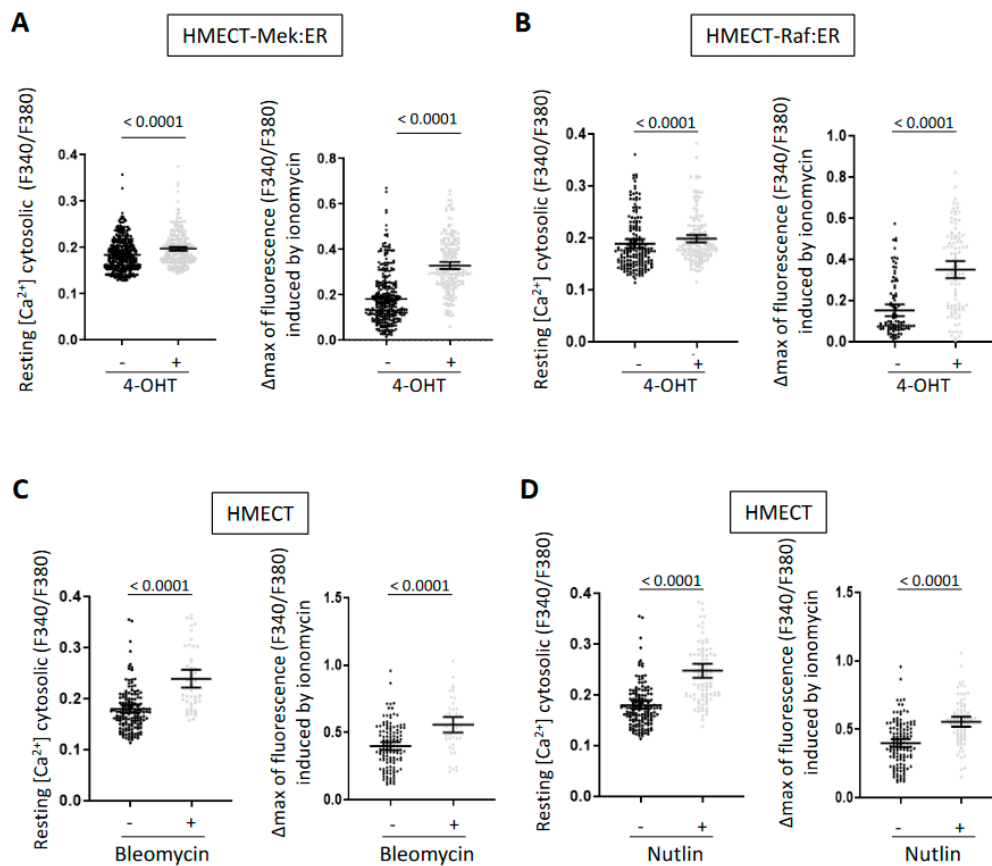 A
HMECT-Mek:ER
Resting [Ca²⁺] cytosolic (F340/F380)
< 0.0001
0.4
0.3
0.2
0.1
0.0
- +
4-OHT
Δmax of fluorescence (F340/F380)
induced by ionomycin
< 0.0001
0.8
0.6
0.4
0.2
0.0
- +
4-OHT
B
HMECT-Raf:ER
Resting [Ca²⁺] cytosolic (F340/F380)
< 0.0001
0.4
0.3
0.2
0.1
0.0
- +
4-OHT
Δmax of fluorescence (F340/F380)
induced by ionomycin
< 0.0001
1.0
0.8
0.6
0.4
0.2
0.0
- +
4-OHT
C
HMECT
Resting [Ca²⁺] cytosolic (F340/F380)
< 0.0001
0.4
0.3
0.2
0.1
0.0
- +
Bleomycin
Δmax of fluorescence (F340/F380)
induced by ionomycin
< 0.0001
1.5
1.0
0.5
0.0
- +
Bleomycin
D
HMECT
Resting [Ca²⁺] cytosolic (F340/F380)
< 0.0001
0.4
0.3
0.2
0.1
0.0
- +
Nutlin
Δmax of fluorescence (F340/F380)
induced by ionomycin
< 0.0001
1.5
1.0
0.5
0.0
- +
Nutlin